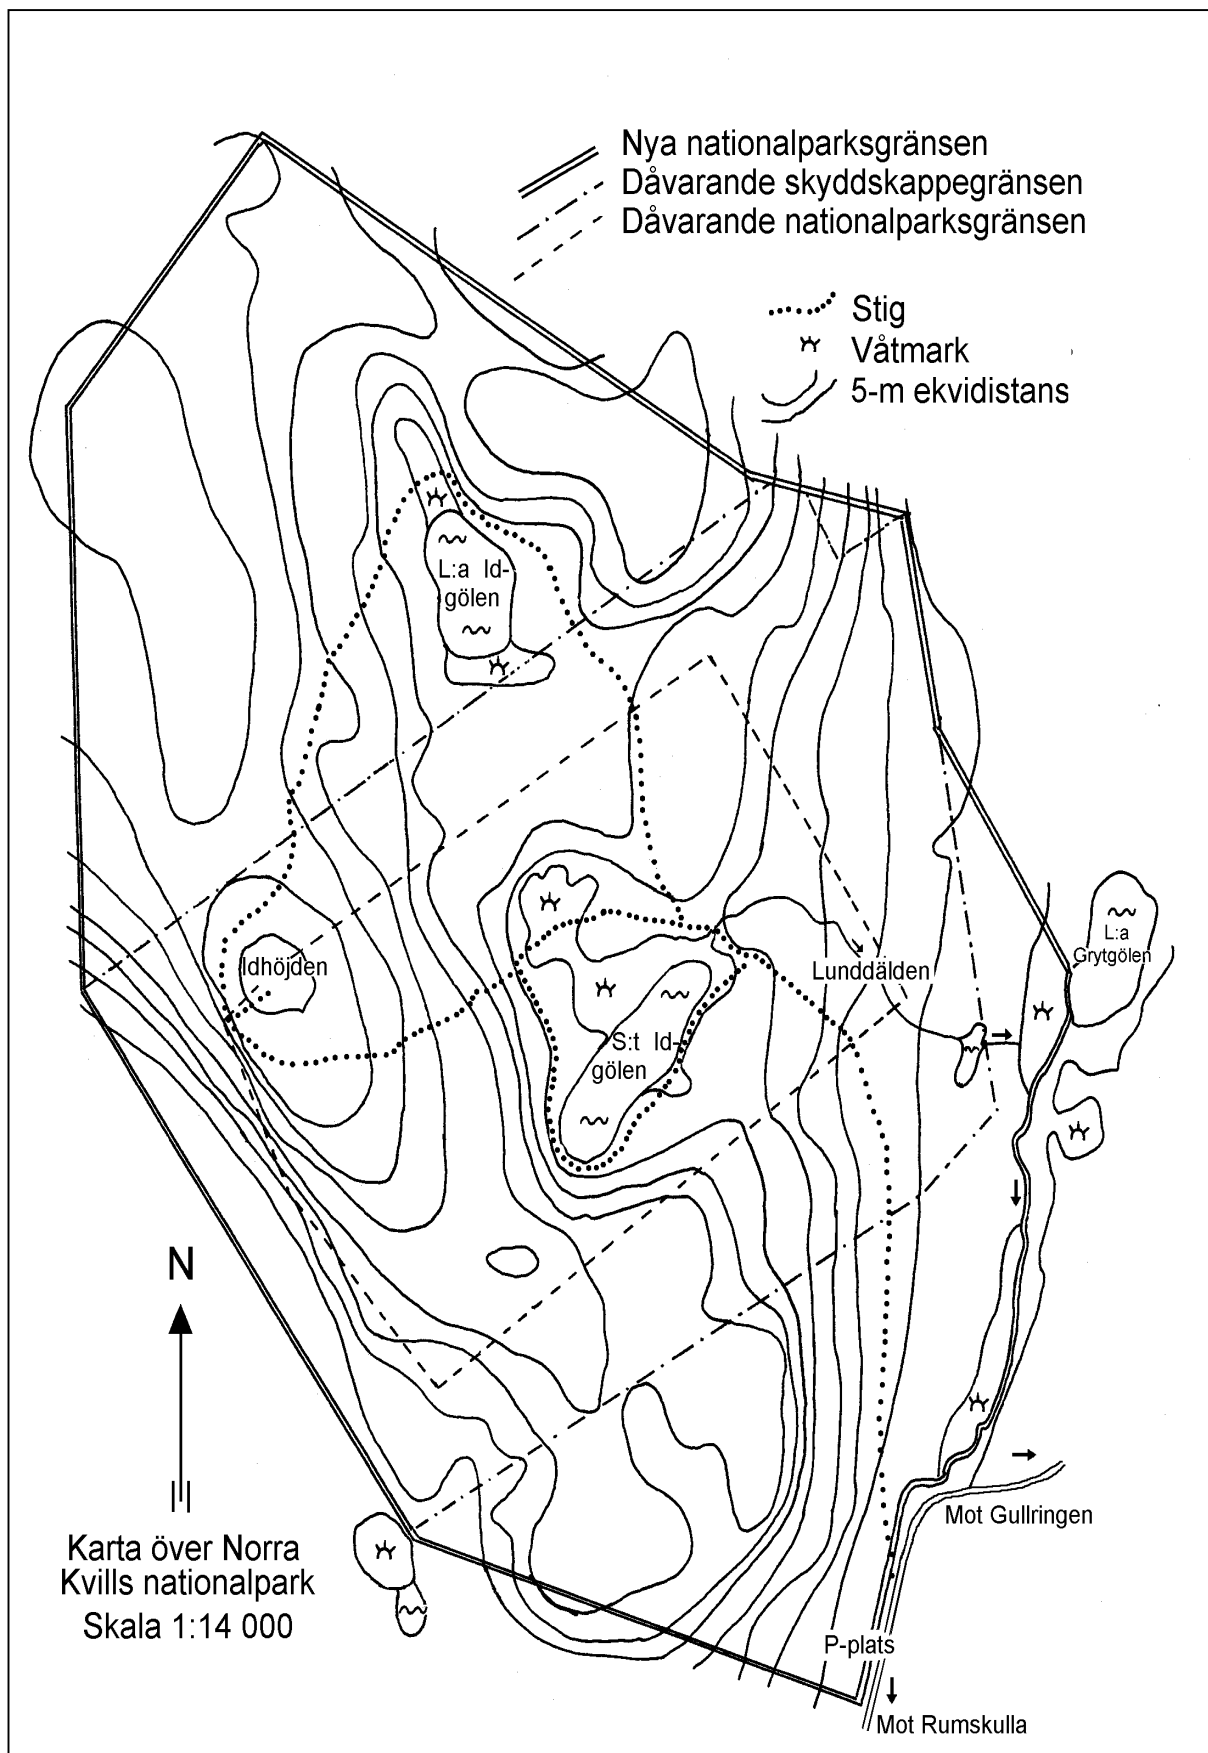 Nya nationalparksgränsen
Dåvarande skyddskappegränsen
Dåvarande nationalparksgränsen
Stig
Våtmark
5-m ekvidistans
L:a Id-
gölen
L:a
Grytgölen
Idhöjden
Lunddälden
S:t Id-
gölen
N
Mot Gullringen
Karta över Norra
Kvills nationalpark
Skala 1:14 000
P-plats
Mot Rumskulla